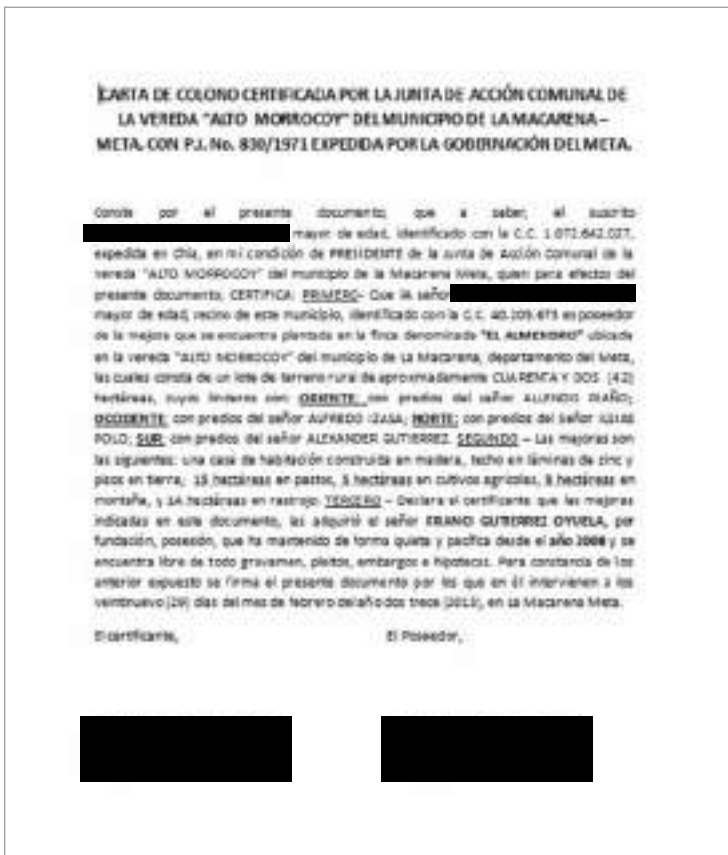 CARTA DE COLONO CERTIFICADA POR LA JUNTA DE ACCIÓN COMUNAL DE
LA VEREDA "ALTO MORROCOY" DEL MUNICIPIO DE LA MACARENA –
META. CON P.J. No. 830/1971 EXPEDIDA POR LA GOBERNACIÓN DEL META.
Conste por el presente documento, que a saber, el suscrito
mayor de edad, identificado con la C.C. 1.072.642.027,
expedida en Chía, en mi condición de PRESIDENTE de la Junta de Acción Comunal de la
vereda "ALTO MORROCOY" del municipio de la Macarena Meta, quien para efectos del
presente documento, CERTIFICA: PRIMERO- Que la señor
mayor de edad, vecino de este municipio, identificado con la C.C. es poseedor
de la mejora que se encuentra plantada en la finca denominada "EL ALMENDRO" ubicada
en la vereda "ALTO MORROCOY" del municipio de La Macarena, departamento del Meta,
las cuales consta de un lote de terreno rural de aproximadamente CUARENTA Y DOS (42)
hectáreas, cuyos linderos son: ORIENTE: con predios del señor
OCCIDENTE: con predios del señor ALFREDO NORTE: con predios del Señor
POLO; SUR: con predios del señor ALEXANDER GUTIERREZ. SEGUNDO – Las mejoras son
las siguientes: una casa de habitación construida en madera, techo en láminas de zinc y
pisos en tierra; 15 hectáreas en pastos, 5 hectáreas en cultivos agrícolas, 8 hectáreas en
montaña, y 14 hectáreas en rastrojo. TERCERO – Declara el certificante que las mejoras
indicadas en este documento, las adquirió el señor GUTIERREZ OYUELA, por
fundación, posesión, que ha mantenido de forma quieta y pacífica desde el año y se
encuentra libre de todo gravamen, pleitos, embargos e hipotecas. Para constancia de los
anterior expuesto se firma el presente documento por los que en él intervienen a los
veintinueve (29) días del mes de febrero del año dos trece (2013), en La Macarena Meta.
El certificante, El Poseedor,